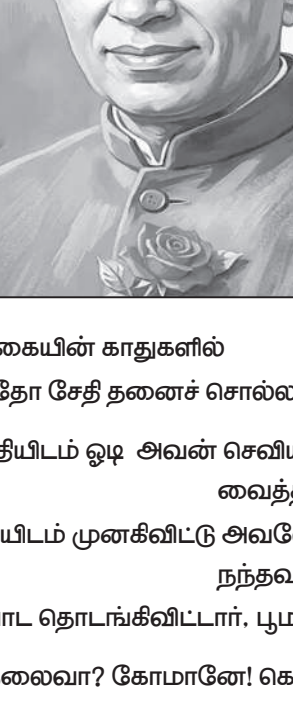 கையின் காதுகளில்
தோ சேதி தனைச் சொல்ல
தியிடம் ஓடி அவன் செவிய
வைத்
யிடம் முனகிவிட்டு அவே
நந்தவ
ாட தொடங்கிவிட்டார், பூம
லைவா? கோமானே! கொ